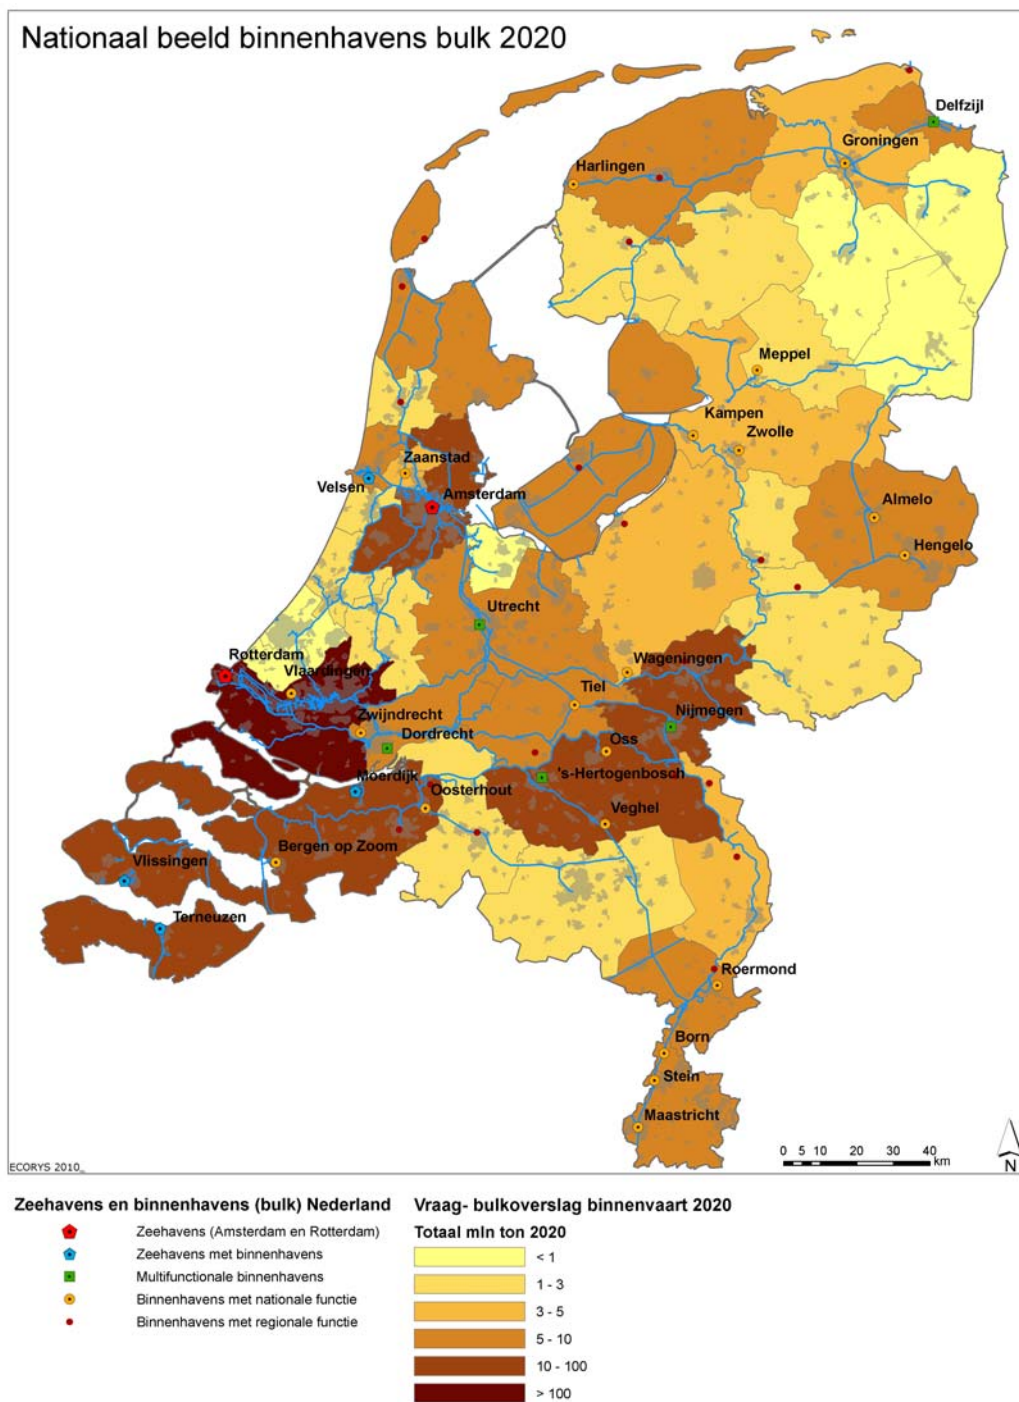 Nationaal beeld binnenhavens bulk 2020
Delfzijl
Groningen
Harlingen
Meppel
Kampen
Zwolle
Zaanstad
Velsen
Amsterdam
Almelo
Hengelo
Utrecht
Rotterdam
Vlaardingen
Wageningen
Tiel
Zwijndrecht
Nijmegen
Dordrecht
Oss
Moerdijk
's-Hertogenbosch
Oosterhout
Veghel
Bergen op Zoom
Vlissingen
Terneuzen
Roermond
Born
Stein
Maastricht
0 5 10 20 30 40
km
N
ECORYS 2010_
Zeehavens en binnenhavens (bulk) Nederland
Zeehavens (Amsterdam en Rotterdam)
Zeehavens met binnenhavens
Multifunctionale binnenhavens
Binnenhavens met nationale functie
Binnenhavens met regionale functie
Vraag- bulkoverslag binnenvaart 2020
Totaal mln ton 2020
< 1
1 - 3
3 - 5
5 - 10
10 - 100
> 100